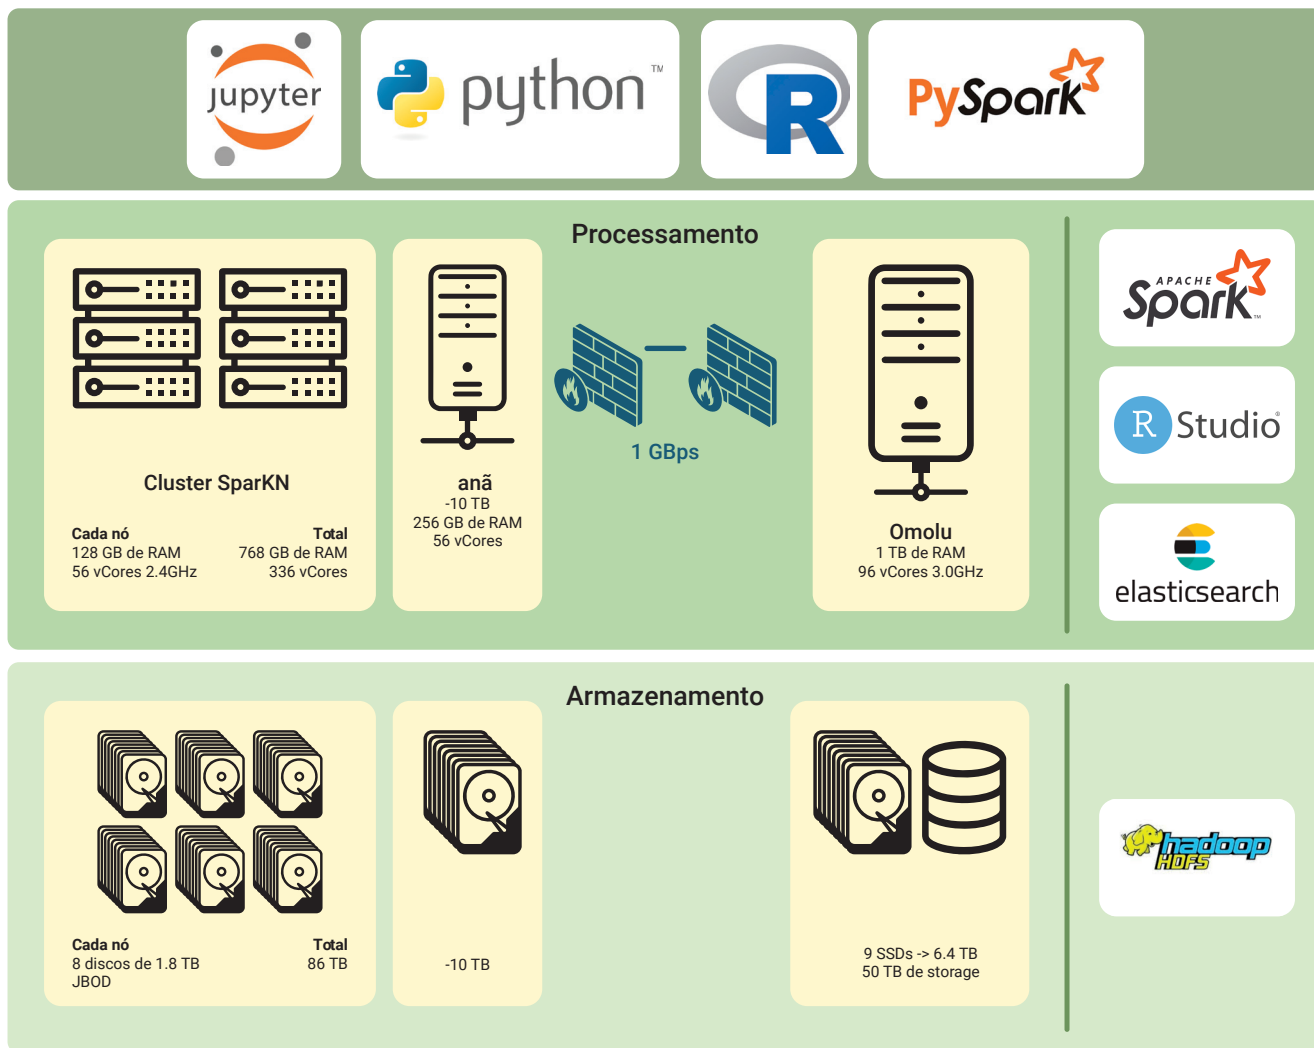 jupyter
python™
R
PySpark
Processamento
Cluster SparKN
Cada nó
128 GB de RAM
56 vCores 2.4GHz
Total
768 GB de RAM
336 vCores
anã
-10 TB
256 GB de RAM
56 vCores
1 GBps
Omolu
1 TB de RAM
96 vCores 3.0GHz
APACHE
Spark™
R Studio®
elasticsearch
Armazenamento
Cada nó
8 discos de 1.8 TB
JBOD
Total
86 TB
-10 TB
9 SSDs -> 6.4 TB
50 TB de storage
hadoop
HDFS